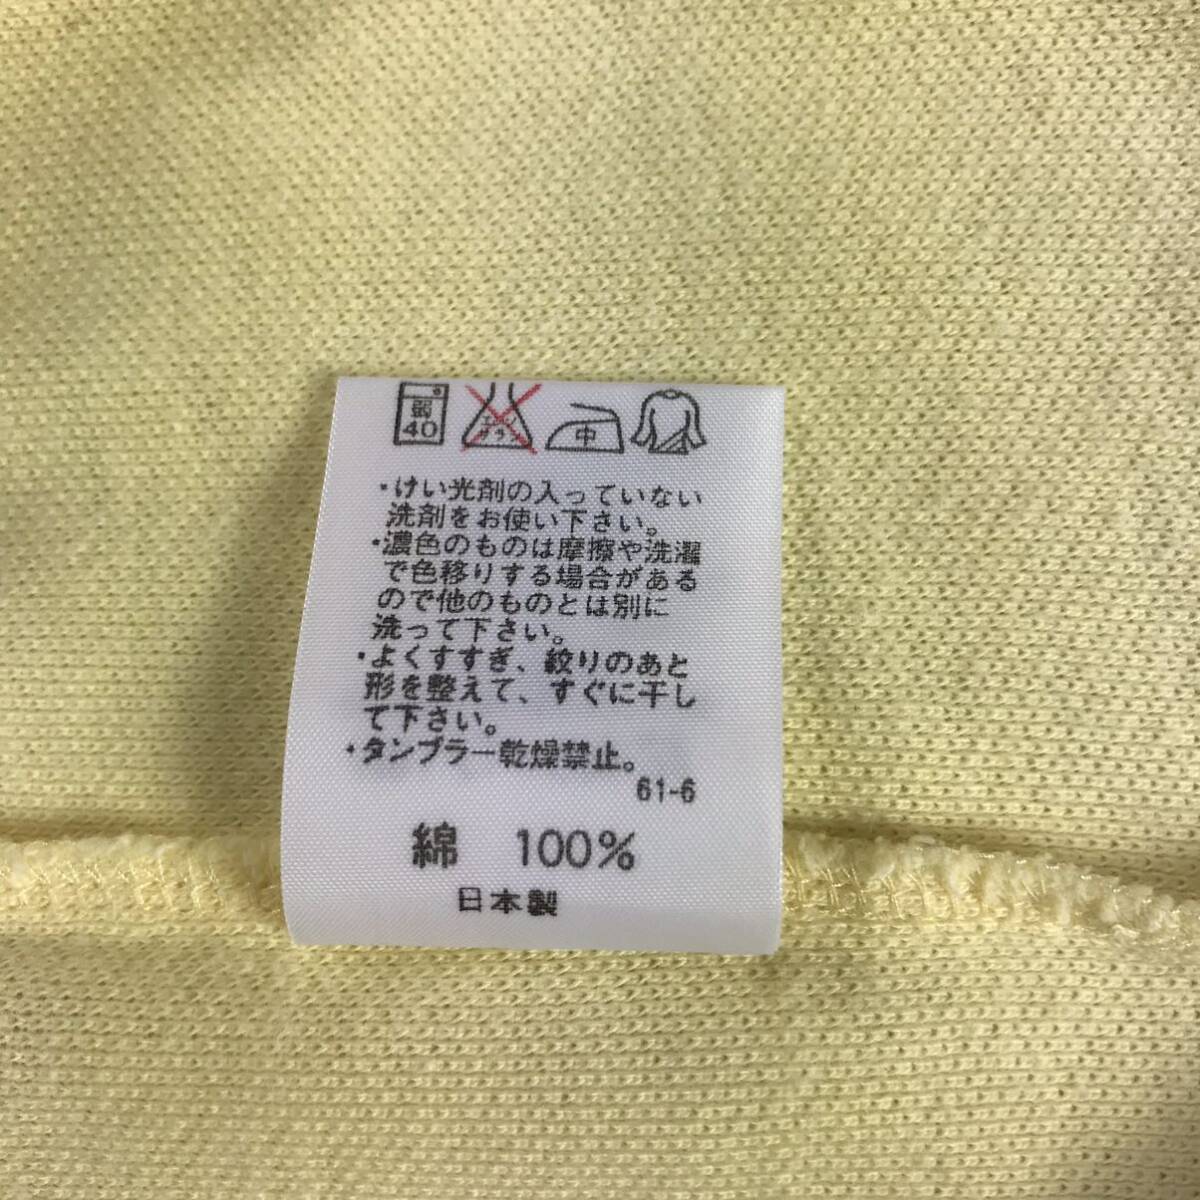 弱
40
エンソ
サラシ
中
・けい光剤の入っていない
洗剤をお使い下さい。
・濃色のものは摩擦や洗濯
で色移りする場合がある
ので他のものとは別に
洗って下さい。
・よくすすぎ、絞りのあと
形を整えて、すぐに干し
て下さい。
・タンブラー乾燥禁止。
61-6
綿 100%
日本製